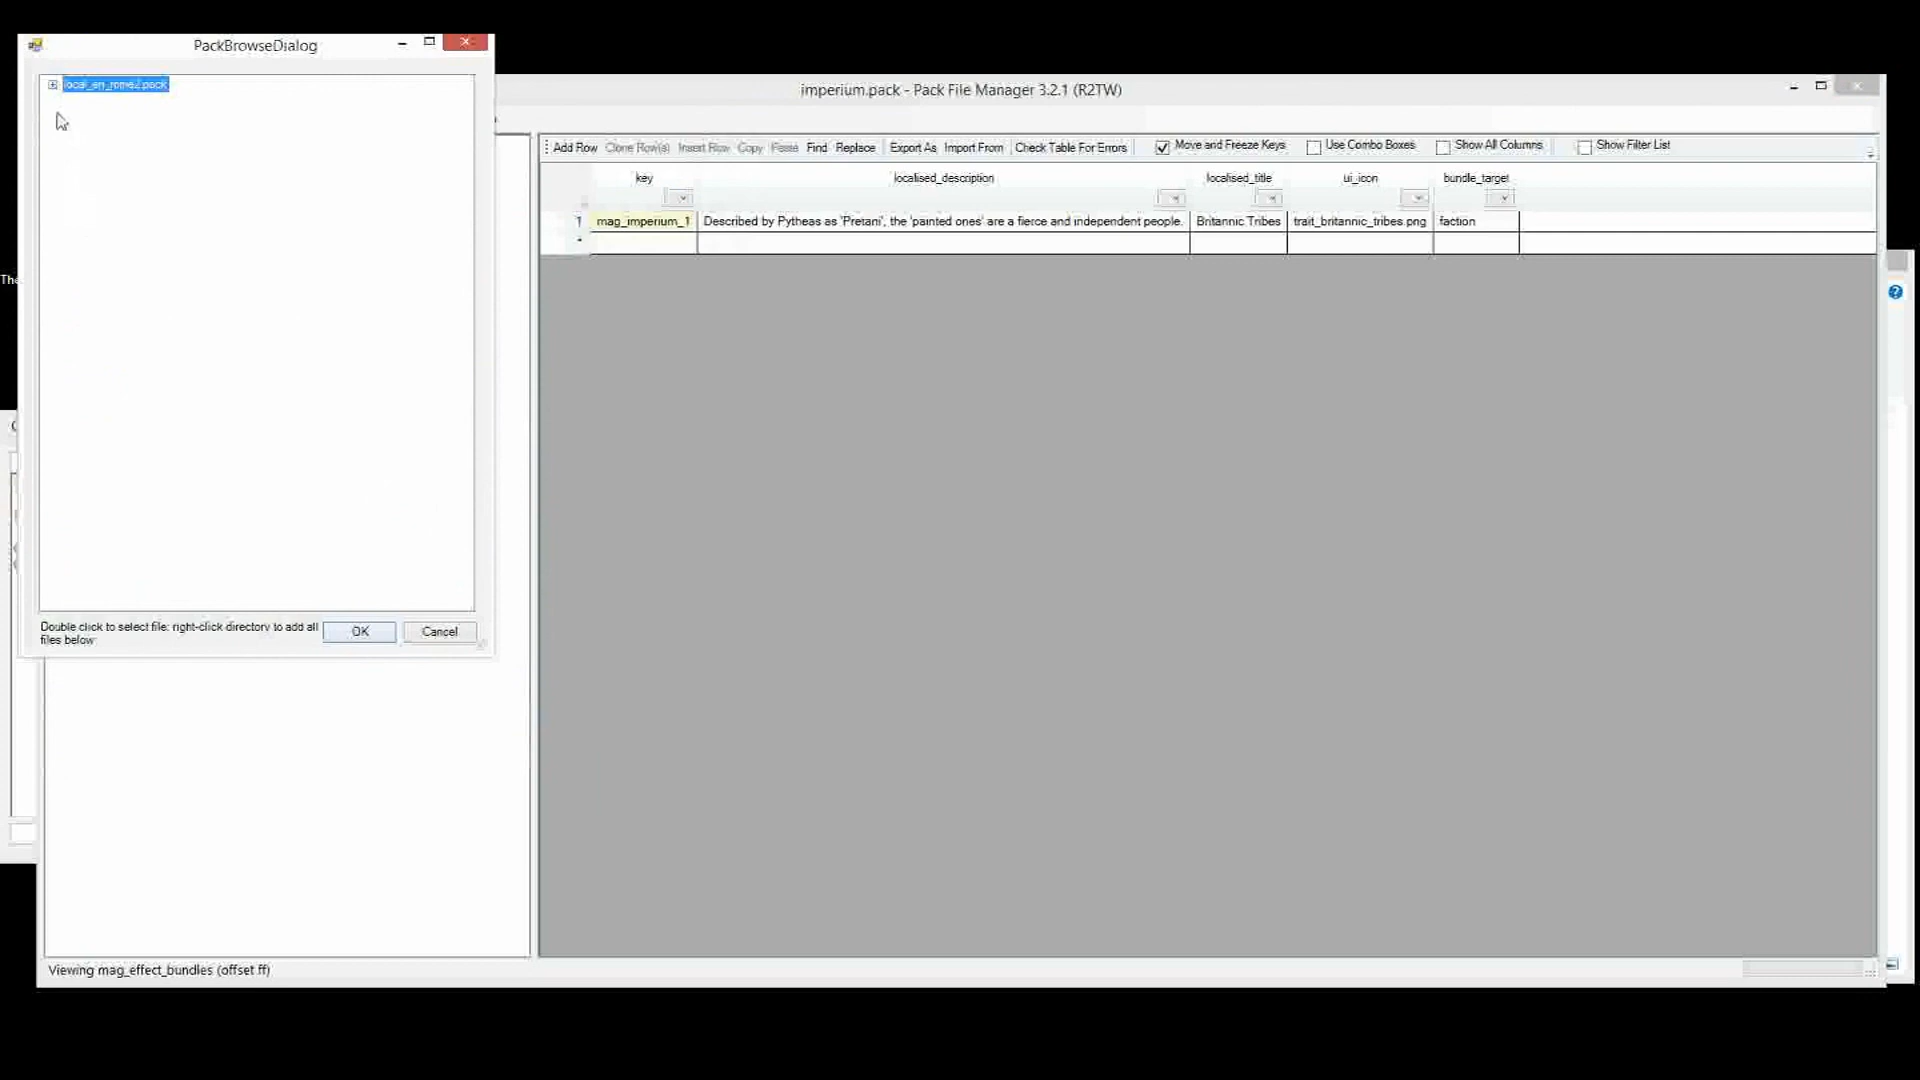 PackBrowseDialog
local_en_rome2.pack
Double click to select file: right-click directory to add all
files below
OK
Cancel
imperium.pack - Pack File Manager 3.2.1 (R2TW)
Add Row Clone Row(s) Insert Row Copy Paste Find Replace Export As Import From Check Table For Errors Move and Freeze Keys Use Combo Boxes Show All Columns Show Filter List
key localised_description localised_title ui_icon bundle_target
1 mag_imperium_1 Described by Pytheas as 'Pretani', the 'painted ones' are a fierce and independent people. Britannic Tribes trait_britannic_tribes.png faction
The
Viewing mag_effect_bundles (offset ff)